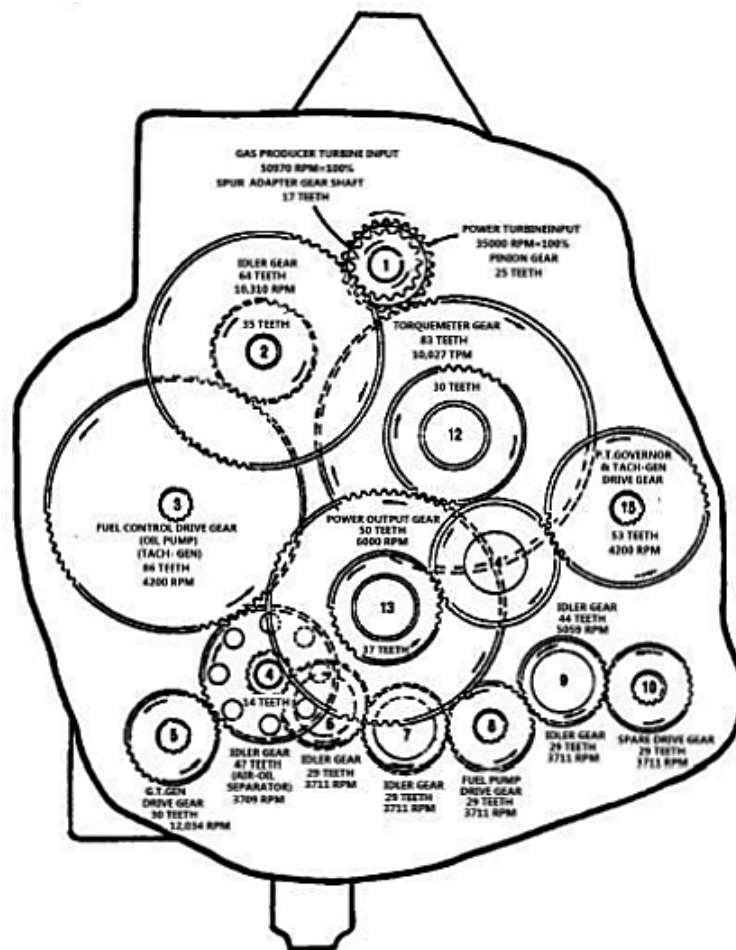 GAS PRODUCER TURBINE INPUT
50970 RPM=100%
SPUR ADAPTER GEAR SHAFT
17 TEETH
POWER TURBINEINPUT
35000 RPM=100%
PINION GEAR
25 TEETH
1
IDLER GEAR
64 TEETH
10,310 RPM
35 TEETH
2
TORQUEMETER GEAR
83 TEETH
10,027 TPM
30 TEETH
12
P.T.GOVERNOR
& TACH-GEN
DRIVE GEAR
15
53 TEETH
4200 RPM
3
FUEL CONTROL DRIVE GEAR
(OIL PUMP)
(TACH- GEN)
86 TEETH
4200 RPM
POWER OUTPUT GEAR
50 TEETH
6000 RPM
13
37 TEETH
IDLER GEAR
44 TEETH
5059 RPM
4
14 TEETH
5
6
7
8
9
10
G.T.GEN
DRIVE GEAR
30 TEETH
12,034 RPM
IDLER GEAR
47 TEETH
(AIR-OIL
SEPARATOR)
3709 RPM
IDLER GEAR
29 TEETH
3711 RPM
IDLER GEAR
29 TEETH
3711 RPM
FUEL PUMP
DRIVE GEAR
29 TEETH
3711 RPM
IDLER GEAR
29 TEETH
3711 RPM
SPARE DRIVE GEAR
29 TEETH
3711 RPM